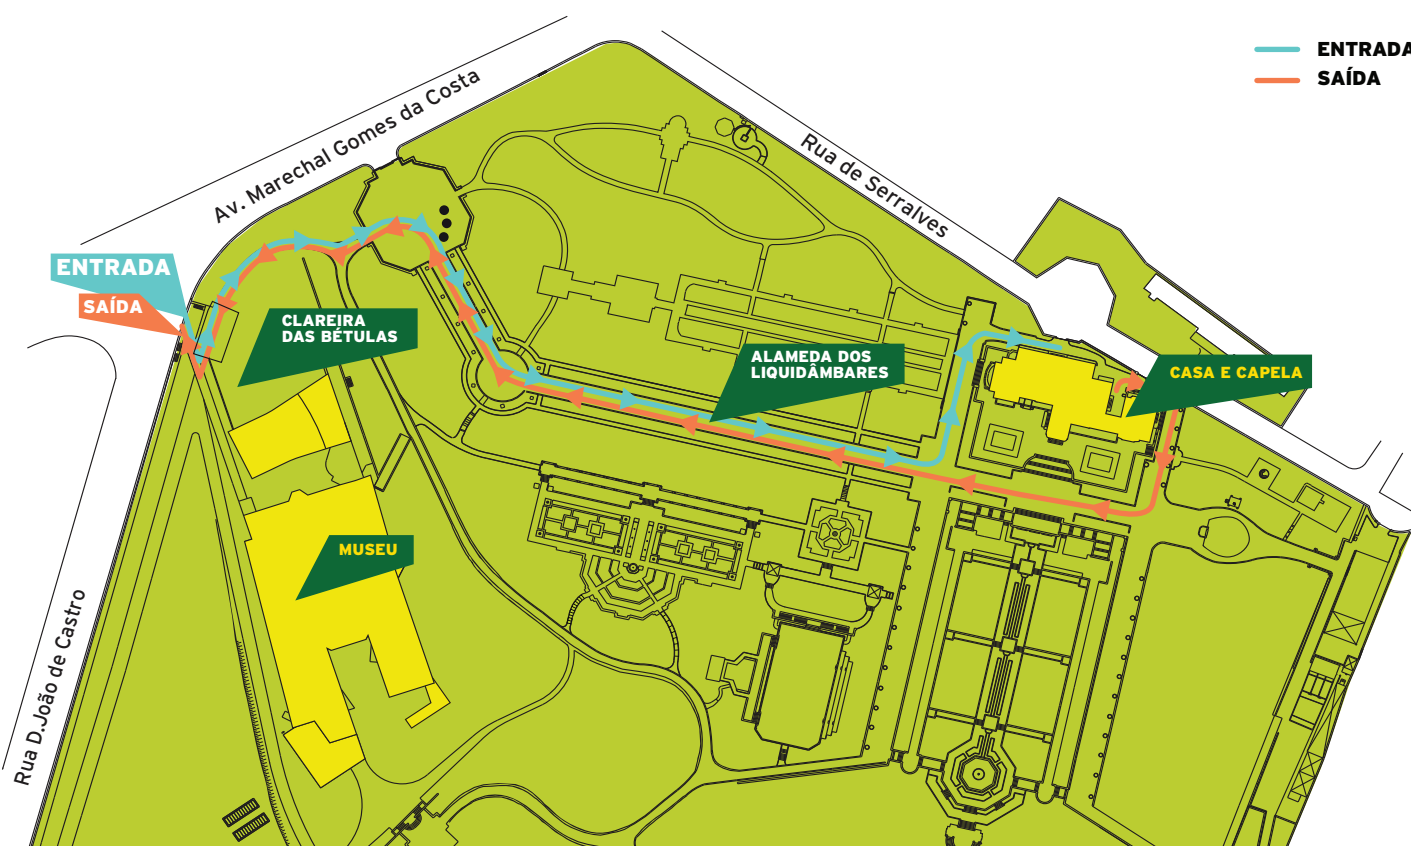 ENTRADA
SAÍDA
Av. Marechal Gomes da Costa
Rua de Serralves
ENTRADA
SAÍDA
CLAREIRA
DAS BÉTULAS
ALAMEDA DOS
LIQUIDÂMBARES
CASA E CAPELA
MUSEU
Rua D.João de Castro